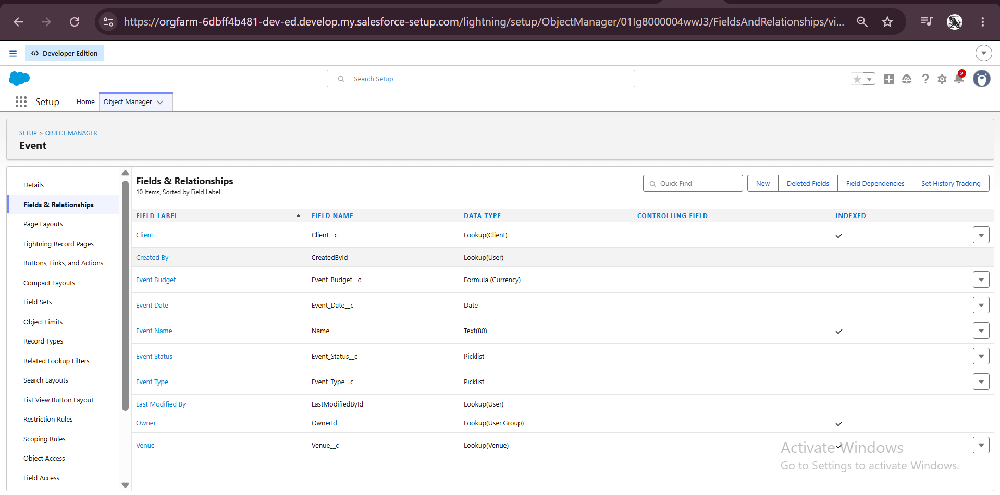 https://orgfarm-6dbff4b481-dev-ed.develop.my.salesforce-setup.com/lightning/setup/ObjectManager/01Ig8000004wwJ3/FieldsAndRelationships/vi...
Developer Edition
Search Setup
2
Setup Home Object Manager
SETUP > OBJECT MANAGER
Event
Details
Fields & Relationships
Page Layouts
Lightning Record Pages
Buttons, Links, and Actions
Compact Layouts
Field Sets
Object Limits
Record Types
Related Lookup Filters
Search Layouts
List View Button Layout
Restriction Rules
Scoping Rules
Object Access
Field Access
Fields & Relationships
10 Items, Sorted by Field Label
Quick Find New Deleted Fields Field Dependencies Set History Tracking
FIELD LABEL FIELD NAME DATA TYPE CONTROLLING FIELD INDEXED
Client Client__c Lookup(Client)
Created By CreatedById Lookup(User)
Event Budget Event_Budget__c Formula (Currency)
Event Date Event_Date__c Date
Event Name Name Text(80)
Event Status Event_Status__c Picklist
Event Type Event_Type__c Picklist
Last Modified By LastModifiedById Lookup(User)
Owner OwnerId Lookup(User,Group)
Venue Venue__c Lookup(Venue)
Activate Windows
Go to Settings to activate Windows.